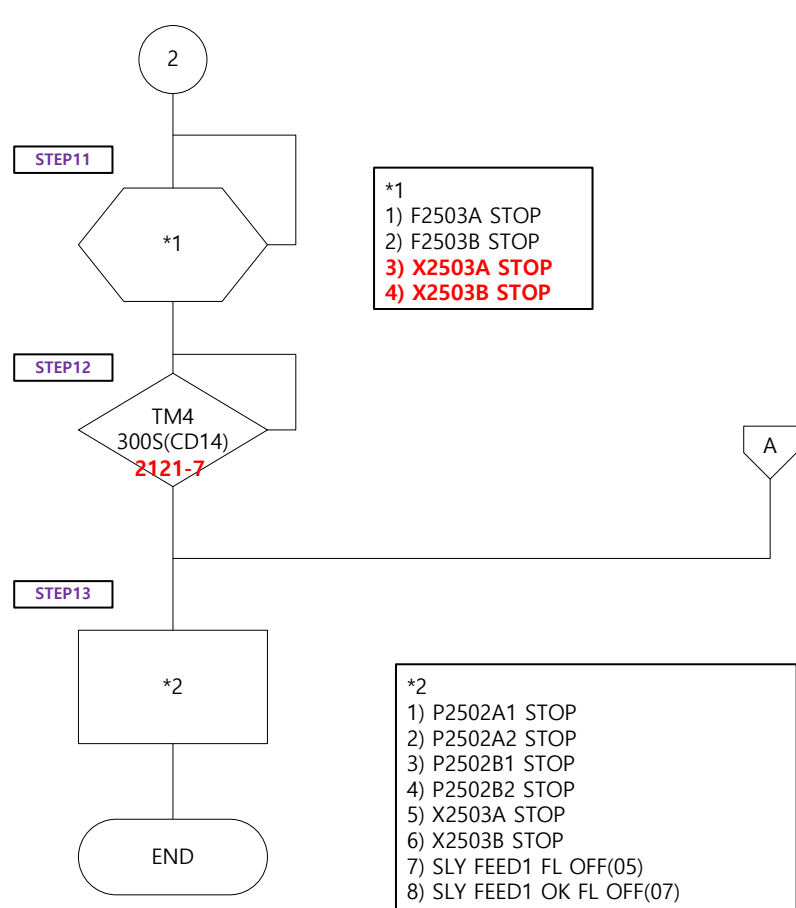 2
STEP11
*1
*1
1) F2503A STOP
2) F2503B STOP
3) X2503A STOP
4) X2503B STOP
STEP12
TM4
300S(CD14)
2121-7
A
STEP13
*2
*2
1) P2502A1 STOP
2) P2502A2 STOP
3) P2502B1 STOP
4) P2502B2 STOP
5) X2503A STOP
6) X2503B STOP
7) SLY FEED1 FL OFF(05)
8) SLY FEED1 OK FL OFF(07)
END